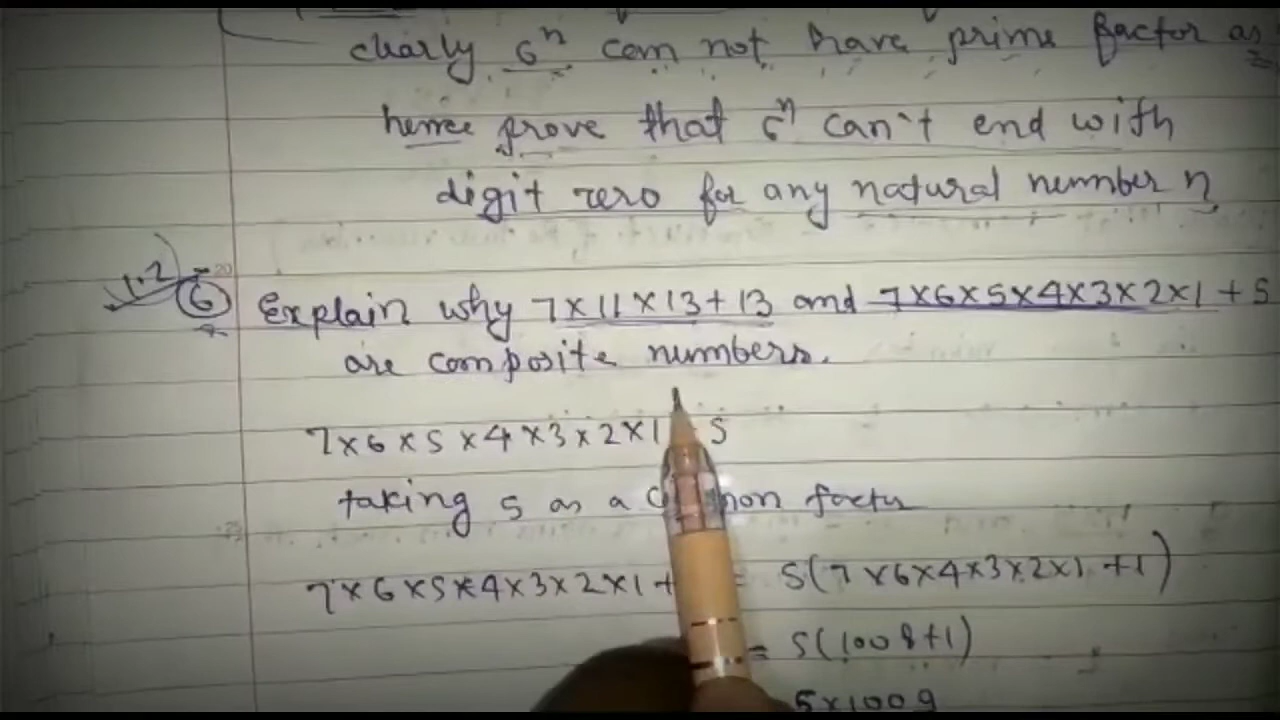 clearly 6ⁿ can not have prime factor as
hence prove that 6ⁿ can't end with
digit zero for any natural number n
1.2
6 Explain why 7×11×13+13 and 7×6×5×4×3×2×1+5
are composite numbers.
7×6×5×4×3×2×1 5
taking 5 as a factor
7×6×5×4×3×2×1+ = 5(7×6×4×3×2×1+1)
= 5(1008+1)
5×1009